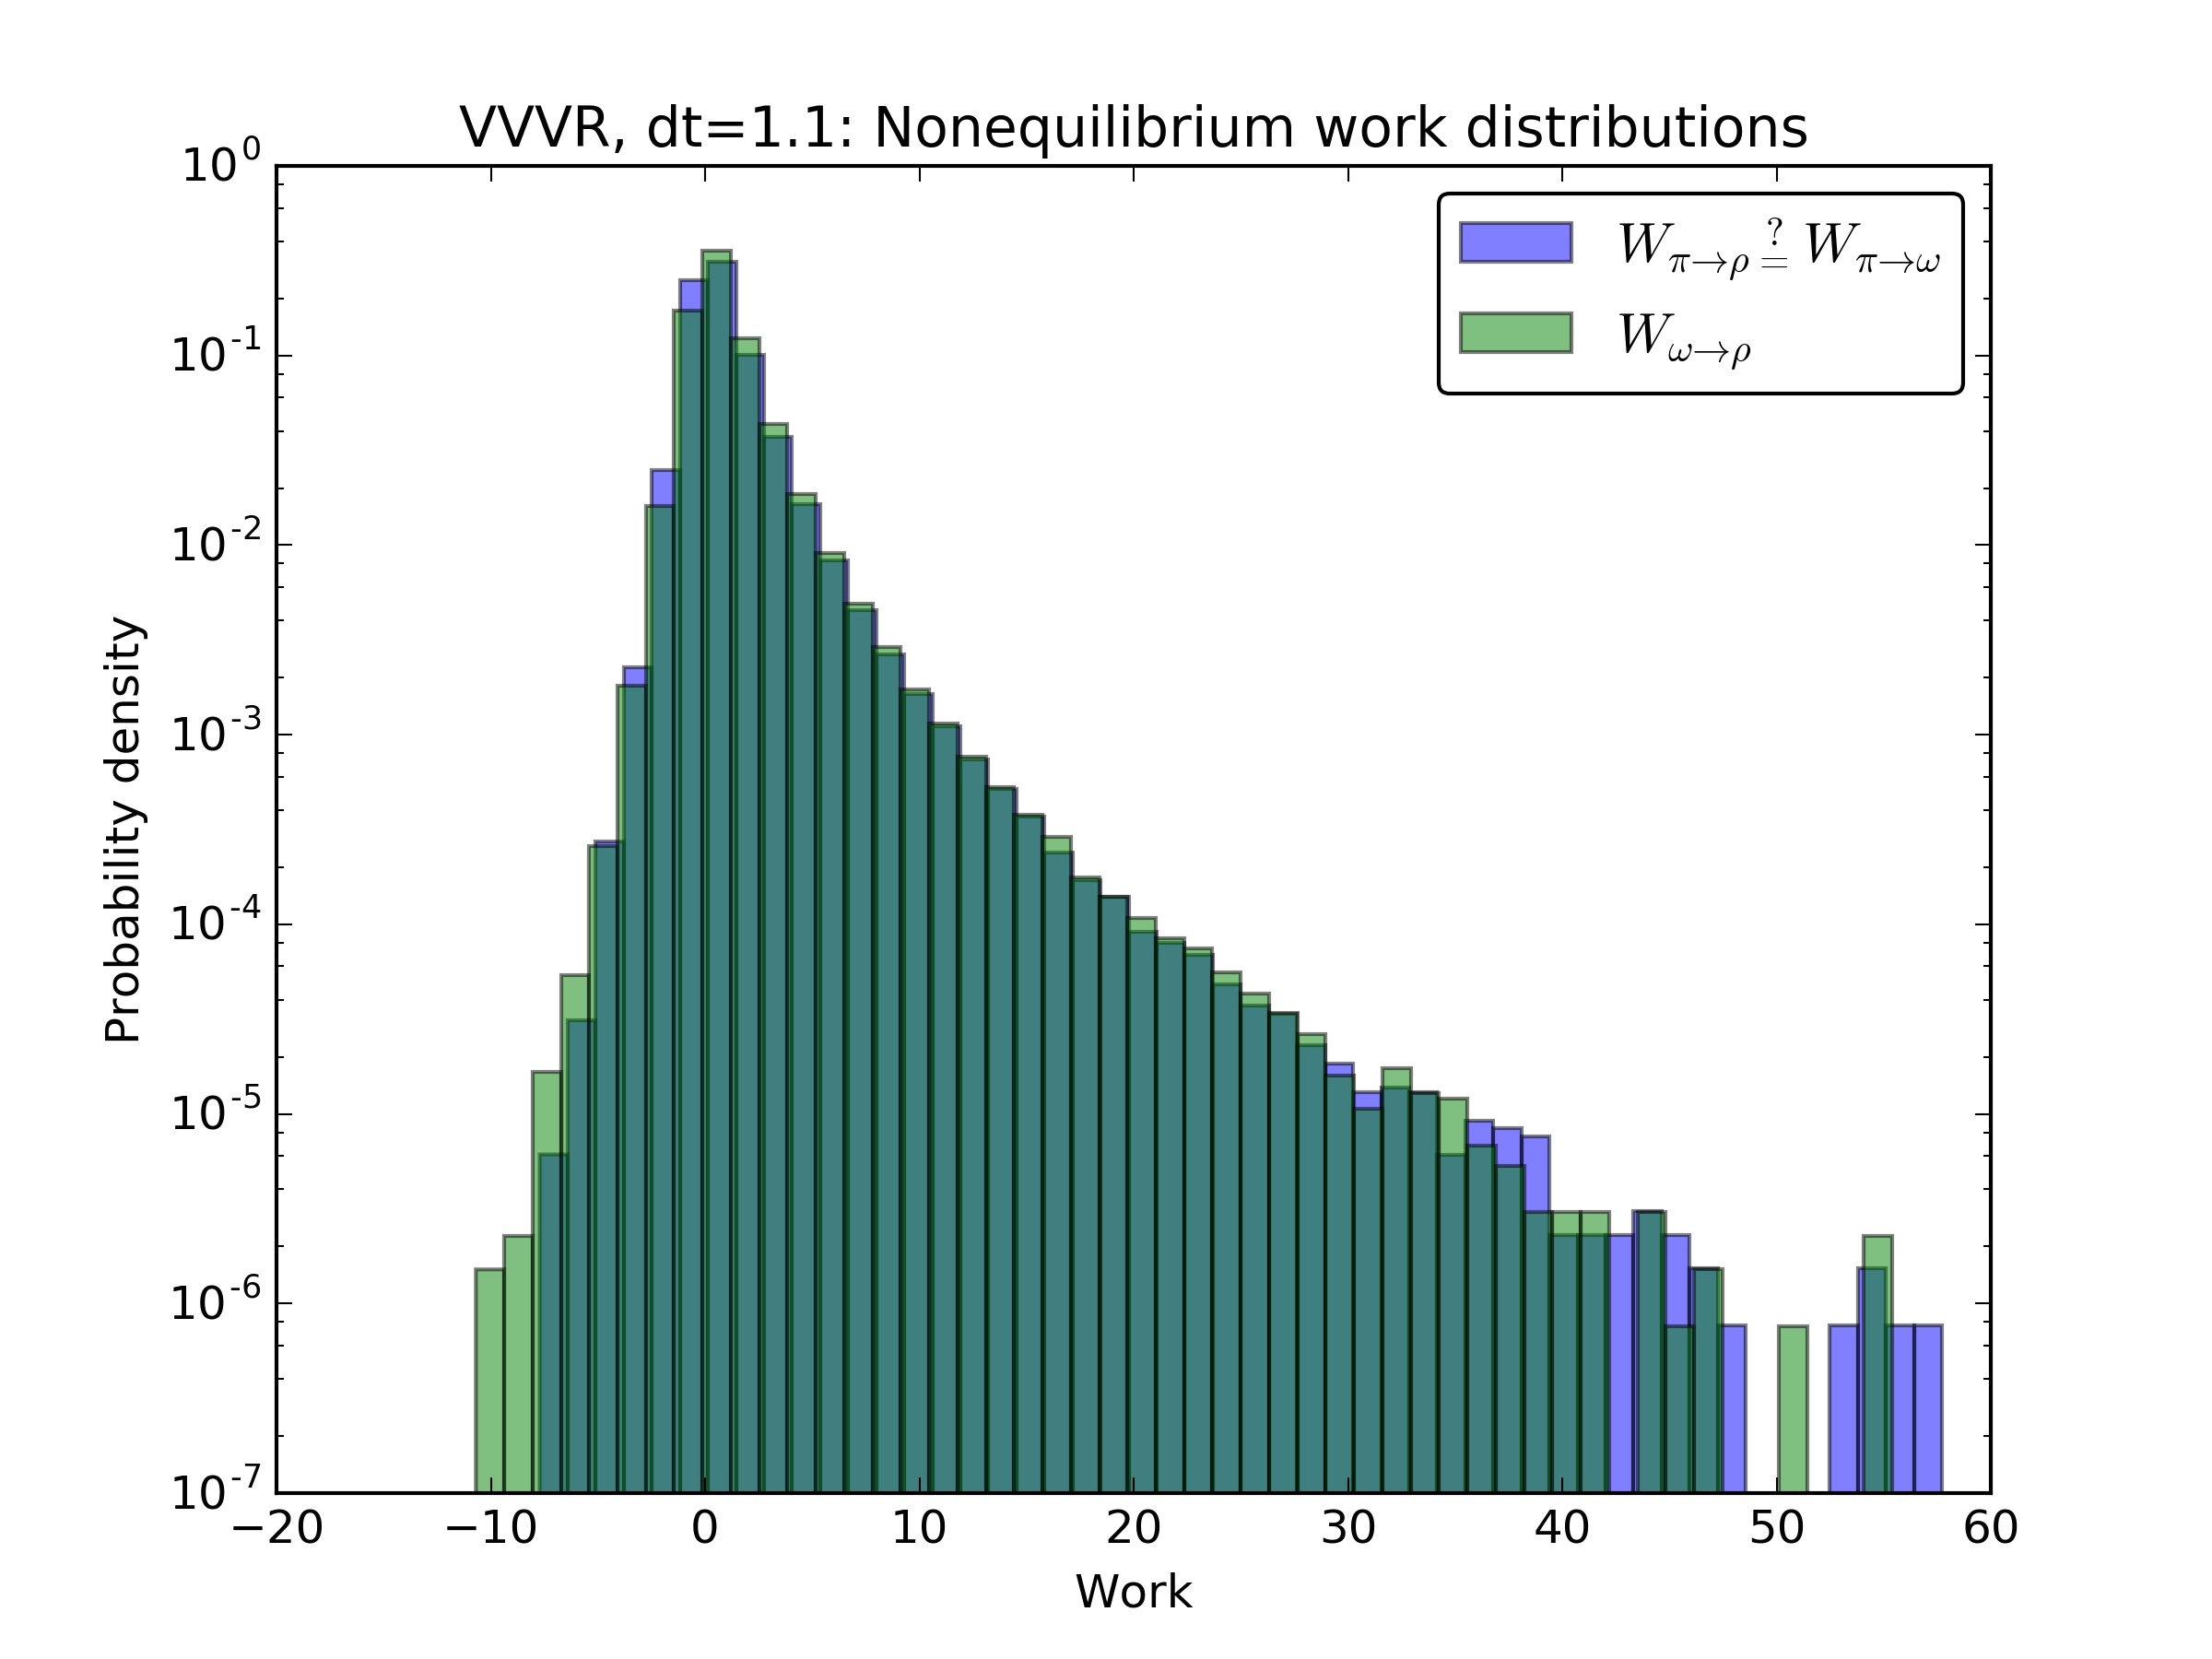 VVVR, dt=1.1: Nonequilibrium work distributions
10^0
10^-1
10^-2
10^-3
10^-4
10^-5
10^-6
10^-7
Probability density
W_{π→ρ} ≟ W_{π→ω}
W_{ω→ρ}
−20 −10 0 10 20 30 40 50 60
Work